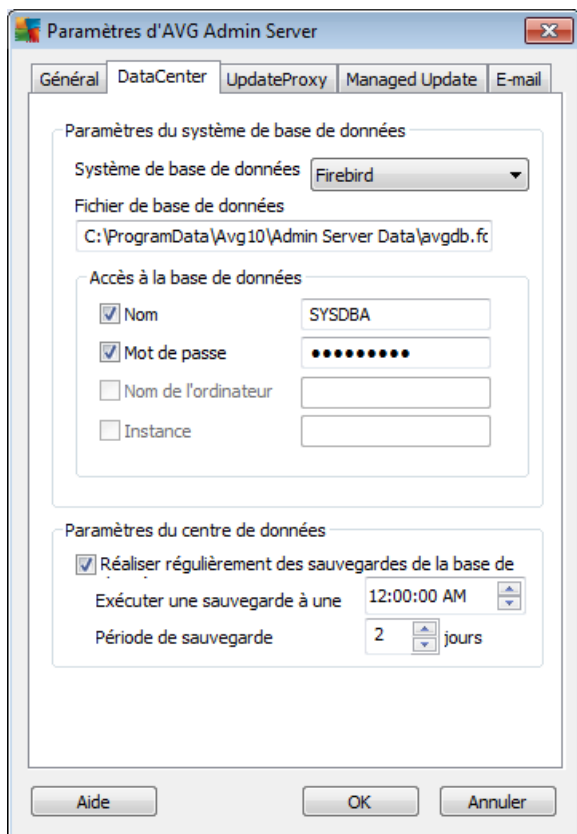 Paramètres d'AVG Admin Server
Général DataCenter UpdateProxy Managed Update E-mail
Paramètres du système de base de données
Système de base de données Firebird
Fichier de base de données
C:\ProgramData\Avg10\Admin Server Data\avgdb.fc
Accès à la base de données
Nom SYSDBA
Mot de passe ●●●●●●●●●
Nom de l'ordinateur
Instance
Paramètres du centre de données
Réaliser régulièrement des sauvegardes de la base de
Exécuter une sauvegarde à une 12:00:00 AM
Période de sauvegarde 2 jours
Aide OK Annuler